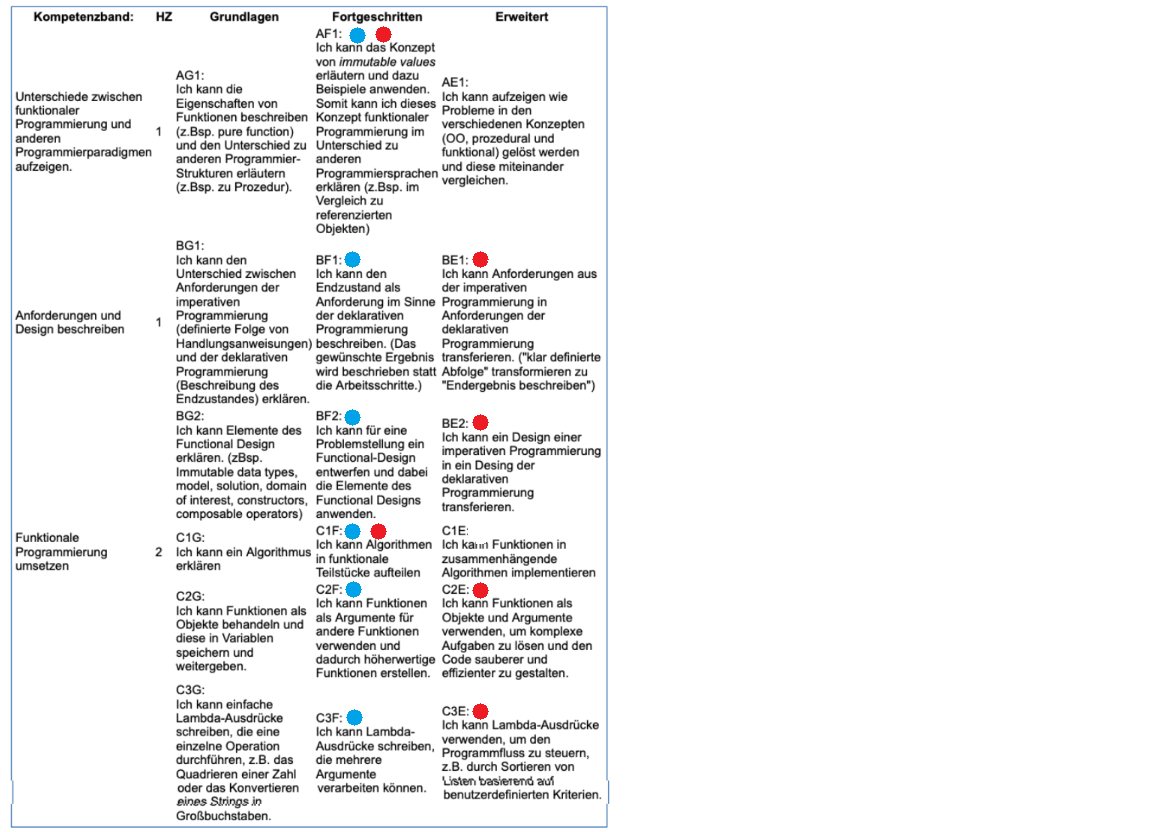 Kompetenzband: HZ Grundlagen Fortgeschritten Erweitert
Unterschiede zwischen
funktionaler
Programmierung und
anderen
Programmierparadigmen
aufzeigen.
1
AG1:
Ich kann die
Eigenschaften von
Funktionen beschreiben
(z.Bsp. pure function)
und den Unterschied zu
anderen Programmier-
Strukturen erläutern
(z.Bsp. zu Prozedur).
AF1:
Ich kann das Konzept
von immutable values
erläutern und dazu
Beispiele anwenden.
Somit kann ich dieses
Konzept funktionaler
Programmierung im
Unterschied zu
anderen
Programmiersprachen
erklären (z.Bsp. im
Vergleich zu
referenzierten
Objekten)
AE1:
Ich kann aufzeigen wie
Probleme in den
verschiedenen Konzepten
(OO, prozedural und
funktional) gelöst werden
und diese miteinander
vergleichen.
Anforderungen und
Design beschreiben
1
BG1:
Ich kann den
Unterschied zwischen
Anforderungen der
imperativen
Programmierung
(definierte Folge von
Handlungsanweisungen)
und der deklarativen
Programmierung
(Beschreibung des
Endzustandes) erklären.
BF1:
Ich kann den
Endzustand als
Anforderung im Sinne
der deklarativen
Programmierung
beschreiben. (Das
gewünschte Ergebnis
wird beschrieben statt
die Arbeitsschritte.)
BE1:
Ich kann Anforderungen aus
der imperativen
Programmierung in
Anforderungen der
deklarativen
Programmierung
transferieren. ("klar definierte
Abfolge" transformieren zu
"Endergebnis beschreiben")
BG2:
Ich kann Elemente des
Functional Design
erklären. (zBsp.
Immutable data types,
model, solution, domain
of interest, constructors,
composable operators)
BF2:
Ich kann für eine
Problemstellung ein
Functional-Design
entwerfen und dabei
die Elemente des
Functional Designs
anwenden.
BE2:
Ich kann ein Design einer
imperativen Programmierung
in ein Desing der
deklarativen
Programmierung
transferieren.
Funktionale
Programmierung
umsetzen
2
C1G:
Ich kann ein Algorithmus
erklären
C1F:
Ich kann Algorithmen
in funktionale
Teilstücke aufteilen
C1E:
Ich kann Funktionen in
zusammenhängende
Algorithmen implementieren
C2G:
Ich kann Funktionen als
Objekte behandeln und
diese in Variablen
speichern und
weitergeben.
C2F:
Ich kann Funktionen
als Argumente für
andere Funktionen
verwenden und
dadurch höherwertige
Funktionen erstellen.
C2E:
Ich kann Funktionen als
Objekte und Argumente
verwenden, um komplexe
Aufgaben zu lösen und den
Code sauberer und
effizienter zu gestalten.
C3G:
Ich kann einfache
Lambda-Ausdrücke
schreiben, die eine
einzelne Operation
durchführen, z.B. das
Quadrieren einer Zahl
oder das Konvertieren
eines Strings in
Großbuchstaben.
C3F:
Ich kann Lambda-
Ausdrücke schreiben,
die mehrere
Argumente
verarbeiten können.
C3E:
Ich kann Lambda-Ausdrücke
verwenden, um den
Programmfluss zu steuern,
z.B. durch Sortieren von
Listen basierend auf
benutzerdefinierten Kriterien.